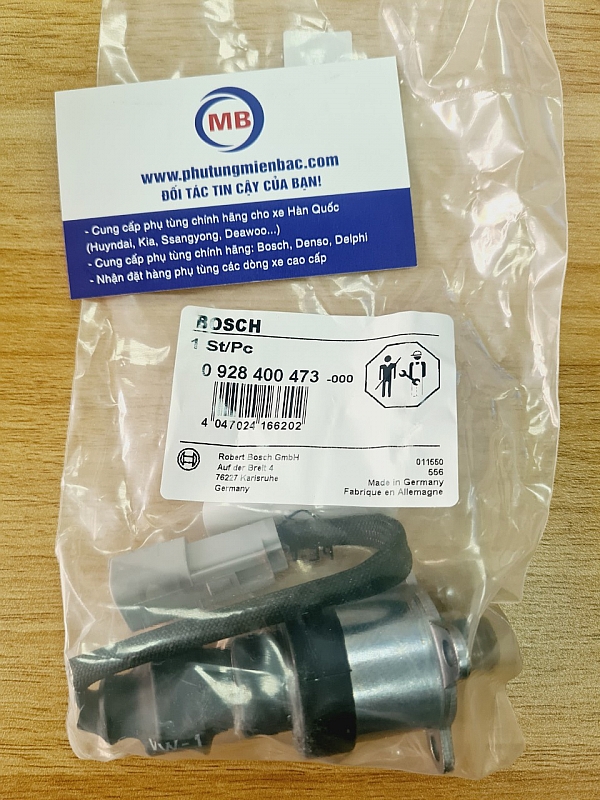 MB
www.phutungmienbac.com
ĐỐI TÁC TIN CẬY CỦA BẠN!
- Cung cấp phụ tùng chính hãng cho xe Hàn Quốc
(Huyndai, Kia, Ssangyong, Deawoo...)
- Cung cấp phụ tùng chính hãng: Bosch, Denso, Delphi
- Nhận đặt hàng phụ tùng các dòng xe cao cấp
BOSCH
1 St/Pc
0 928 400 473 -000
4 047024 166202
Robert Bosch GmbH
Auf der Breit 4
76227 Karlsruhe
Germany
011550
556
Made in Germany
Fabrique en Allemagne
VW-1